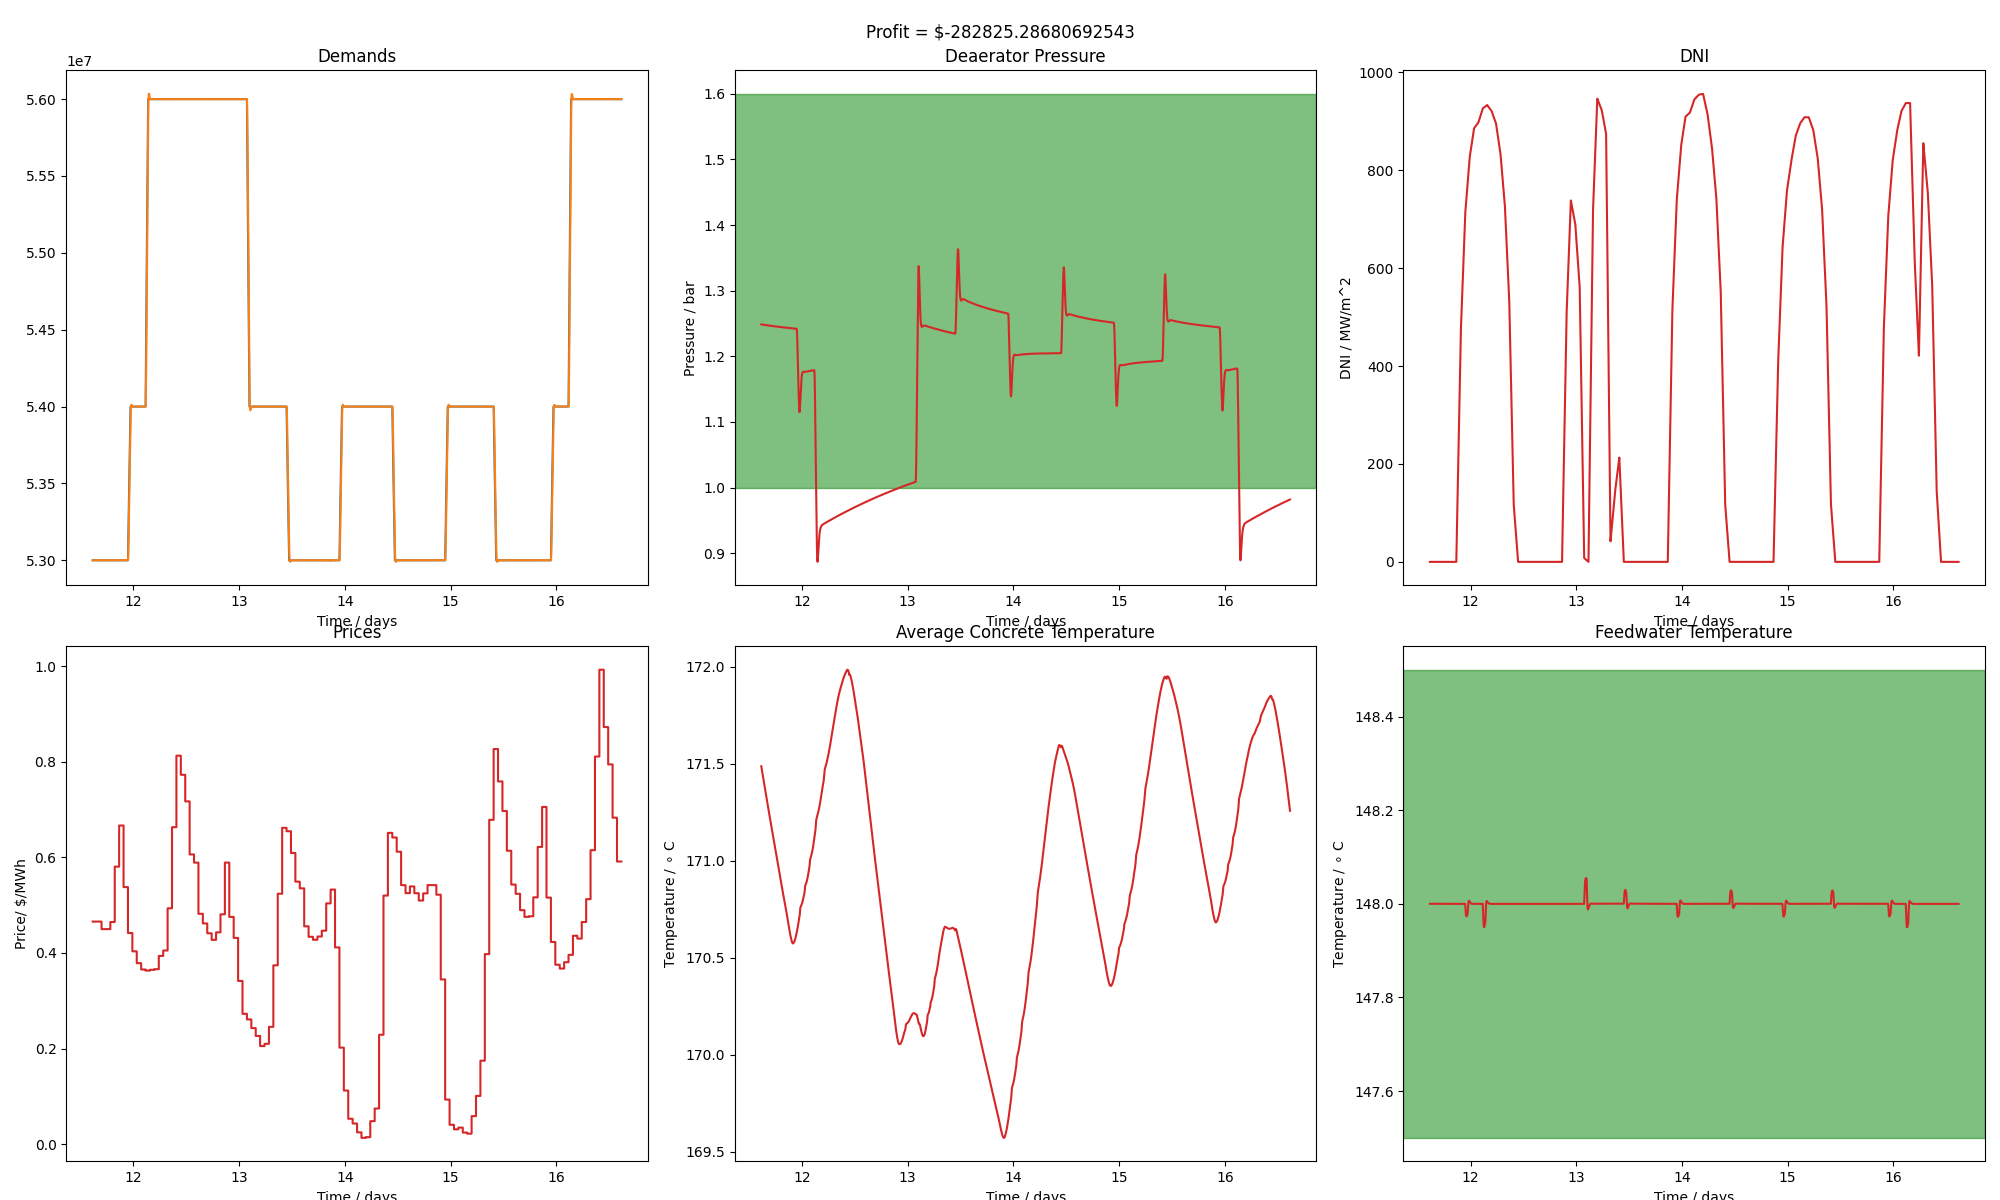 Profit = $-282825.28680692543
Demands
1e7
5.60
5.55
5.50
5.45
5.40
5.35
5.30
12 13 14 15 16
Time / days
Deaerator Pressure
Pressure / bar
1.6
1.5
1.4
1.3
1.2
1.1
1.0
0.9
12 13 14 15 16
Time / days
DNI
DNI / MW/m^2
1000
800
600
400
200
0
12 13 14 15 16
Time / days
Prices
Price/ $/MWh
1.0
0.8
0.6
0.4
0.2
0.0
12 13 14 15 16
Time / days
Average Concrete Temperature
Temperature / ∘ C
172.0
171.5
171.0
170.5
170.0
169.5
12 13 14 15 16
Time / days
Feedwater Temperature
Temperature / ∘ C
148.4
148.2
148.0
147.8
147.6
12 13 14 15 16
Time / days